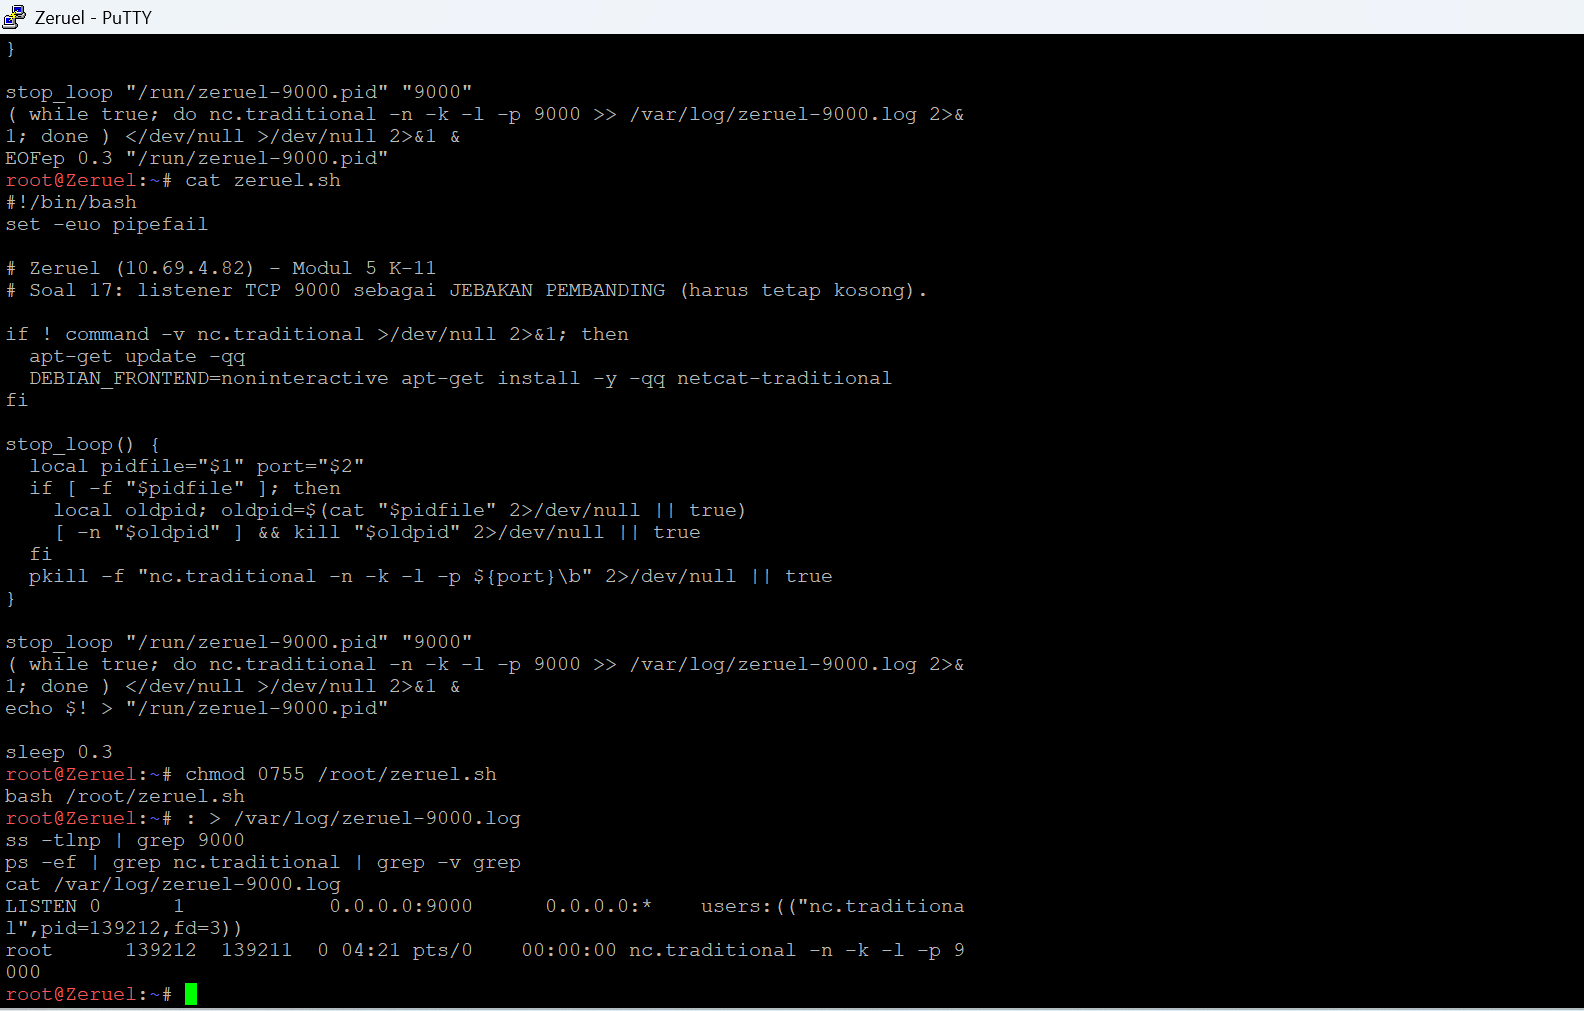 Zeruel - PuTTY
}

stop_loop "/run/zeruel-9000.pid" "9000"
( while true; do nc.traditional -n -k -l -p 9000 >> /var/log/zeruel-9000.log 2>&
1; done ) </dev/null >/dev/null 2>&1 &
EOFep 0.3 "/run/zeruel-9000.pid"
root@Zeruel:~# cat zeruel.sh
#!/bin/bash
set -euo pipefail

# Zeruel (10.69.4.82) - Modul 5 K-11
# Soal 17: listener TCP 9000 sebagai JEBAKAN PEMBANDING (harus tetap kosong).

if ! command -v nc.traditional >/dev/null 2>&1; then
  apt-get update -qq
  DEBIAN_FRONTEND=noninteractive apt-get install -y -qq netcat-traditional
fi

stop_loop() {
  local pidfile="$1" port="$2"
  if [ -f "$pidfile" ]; then
    local oldpid; oldpid=$(cat "$pidfile" 2>/dev/null || true)
    [ -n "$oldpid" ] && kill "$oldpid" 2>/dev/null || true
  fi
  pkill -f "nc.traditional -n -k -l -p ${port}\b" 2>/dev/null || true
}

stop_loop "/run/zeruel-9000.pid" "9000"
( while true; do nc.traditional -n -k -l -p 9000 >> /var/log/zeruel-9000.log 2>&
1; done ) </dev/null >/dev/null 2>&1 &
echo $! > "/run/zeruel-9000.pid"

sleep 0.3
root@Zeruel:~# chmod 0755 /root/zeruel.sh
bash /root/zeruel.sh
root@Zeruel:~# : > /var/log/zeruel-9000.log
ss -tlnp | grep 9000
ps -ef | grep nc.traditional | grep -v grep
cat /var/log/zeruel-9000.log
LISTEN 0      1            0.0.0.0:9000      0.0.0.0:*    users:(("nc.traditiona
l",pid=139212,fd=3))
root      139212  139211  0 04:21 pts/0    00:00:00 nc.traditional -n -k -l -p 9
000
root@Zeruel:~#